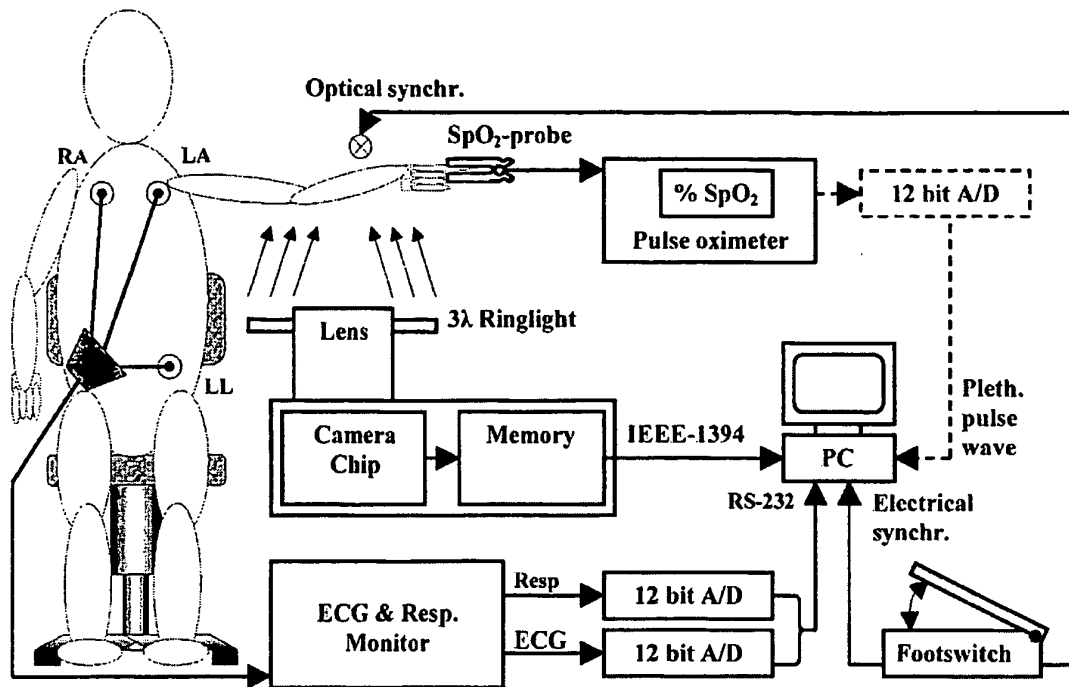 Optical synchr.
SpO₂-probe
RA
LA
% SpO₂
12 bit A/D
Pulse oximeter
3λ Ringlight
Lens
LL
Pleth.
pulse
wave
Camera
Chip
Memory
IEEE-1394
PC
RS-232
Electrical
synchr.
ECG & Resp.
Monitor
Resp
12 bit A/D
ECG
12 bit A/D
Footswitch